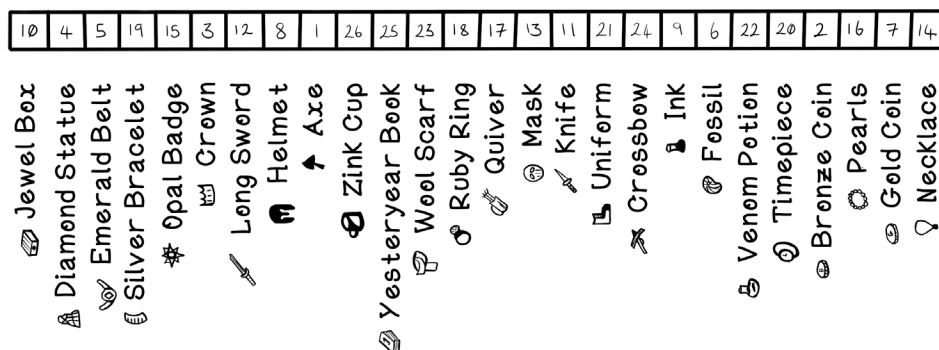 10 4 5 19 15 3 12 8 1 26 25 23 18 17 13 11 21 24 9 6 22 20 2 16 7 14
Jewel Box
Diamond Statue
Emerald Belt
Silver Bracelet
Opal Badge
Crown
Long Sword
Helmet
Axe
Zink Cup
Yesteryear Book
Wool Scarf
Ruby Ring
Quiver
Mask
Knife
Uniform
Crossbow
Ink
Fossil
Venom Potion
Timepiece
Bronze Coin
Pearls
Gold Coin
Necklace